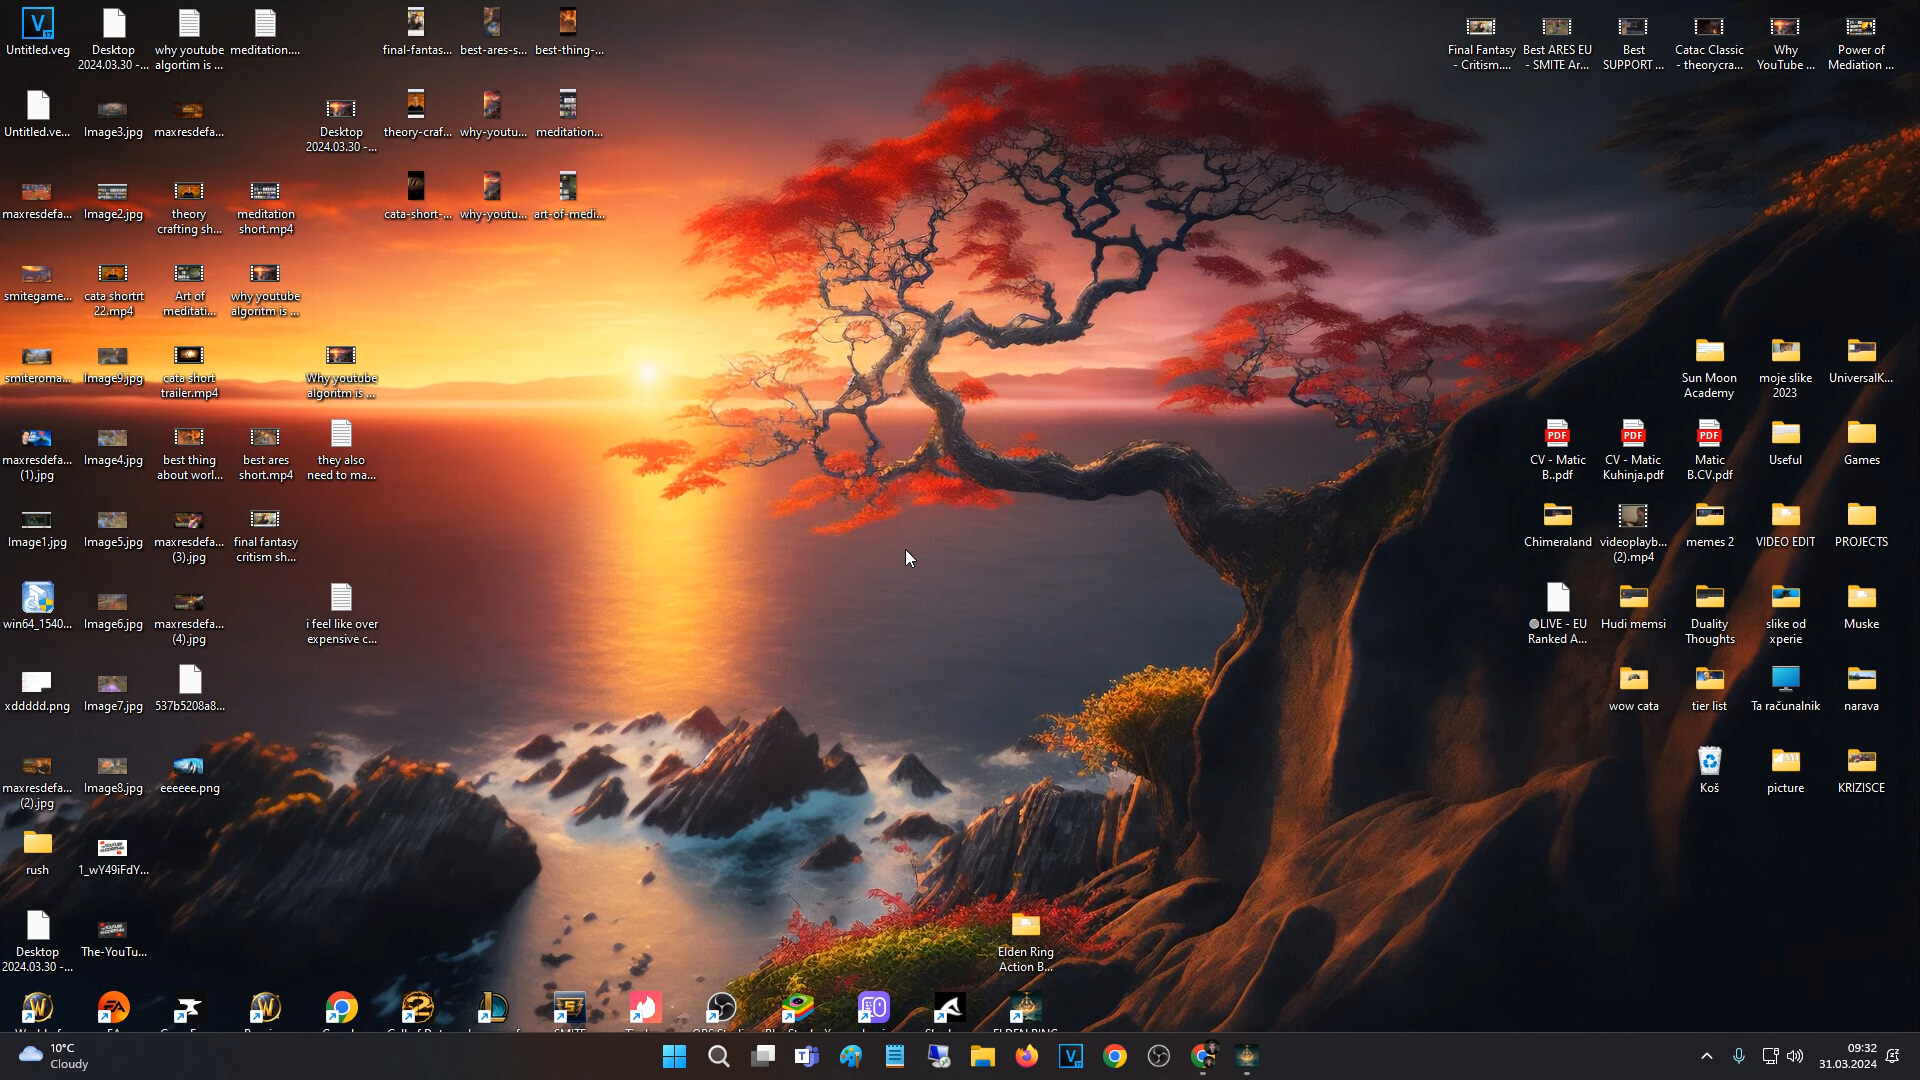 Untitled.veg
Desktop
2024.03.30 -...
why youtube
algortim is ...
meditation....
final-fantas...
best-ares-s...
best-thing-...
Final Fantasy
- Critism....
Best ARES EU
- SMITE Ar...
Best
SUPPORT ...
Catac Classic
- theorycra...
Why
YouTube ...
Power of
Mediation ...
Untitled.ve...
Image3.jpg
maxresdefa...
Desktop
2024.03.30 -...
theory-craf...
why-youtu...
meditation...
maxresdefa...
Image2.jpg
theory
crafting sh...
meditation
short.mp4
cata-short-...
why-youtu...
art-of-medi...
smitegame...
cata shortrt
22.mp4
Art of
meditati...
why youtube
algoritm is ...
smiteroma...
Image9.jpg
cata short
trailer.mp4
Why youtube
algoritm is ...
Sun Moon
Academy
moje slike
2023
UniversalK...
maxresdefa...
(1).jpg
Image4.jpg
best thing
about worl...
best ares
short.mp4
they also
need to ma...
PDF
CV - Matic
B..pdf
PDF
CV - Matic
Kuhinja.pdf
PDF
Matic
B.CV.pdf
Useful
Games
Image1.jpg
Image5.jpg
maxresdefa...
(3).jpg
final fantasy
critism sh...
Chimeraland
videoplayb...
(2).mp4
memes 2
VIDEO EDIT
PROJECTS
win64_1540...
Image6.jpg
maxresdefa...
(4).jpg
i feel like over
expensive c...
LIVE - EU
Ranked A...
Hudi memsi
Duality
Thoughts
slike od
xperie
Muske
xddddd.png
Image7.jpg
537b5208a8...
wow cata
tier list
Ta računalnik
narava
maxresdefa...
(2).jpg
Image8.jpg
eeeeee.png
Koš
picture
KRIZISCE
rush
1_wY49iFdY...
Desktop
2024.03.30 -...
The-YouTu...
Elden Ring
Action B...
SMITE
ELDEN RING
10°C
Cloudy
09:32
31.03.2024